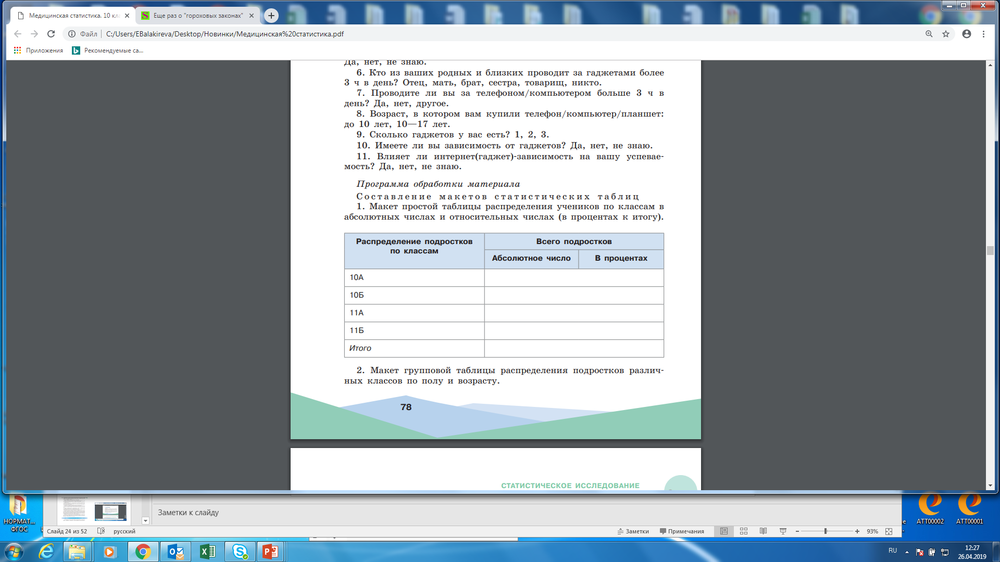 Медицинская статистика. 10 кла
Еще раз о "гороховых законах"
Файл
C:/Users/EBalakireva/Desktop/Новинки/Медицинская%20статистика.pdf
Приложения
Рекомендуемые са...
Да, нет, не знаю.
6. Кто из ваших родных и близких проводит за гаджетами более
3 ч в день? Отец, мать, брат, сестра, товарищ, никто.
7. Проводите ли вы за телефоном/компьютером больше 3 ч в
день? Да, нет, другое.
8. Возраст, в котором вам купили телефон/компьютер/планшет:
до 10 лет, 10—17 лет.
9. Сколько гаджетов у вас есть? 1, 2, 3.
10. Имеете ли вы зависимость от гаджетов? Да, нет, не знаю.
11. Влияет ли интернет(гаджет)-зависимость на вашу успевае-
мость? Да, нет, не знаю.
Программа обработки материала
Составление макетов статистических таблиц
1. Макет простой таблицы распределения учеников по классам в
абсолютных числах и относительных числах (в процентах к итогу).
Распределение подростков
по классам
Всего подростков
Абсолютное число
В процентах
10А
10Б
11А
11Б
Итого
2. Макет групповой таблицы распределения подростков различ-
ных классов по полу и возрасту.
78
СТАТИСТИЧЕСКОЕ ИССЛЕДОВАНИЕ
НОРМАТ...
ФГОС
Заметки к слайду
ATT00002
ATT00001
Слайд 24 из 52
русский
Заметки
Примечания
93%
RU
12:27
26.04.2019